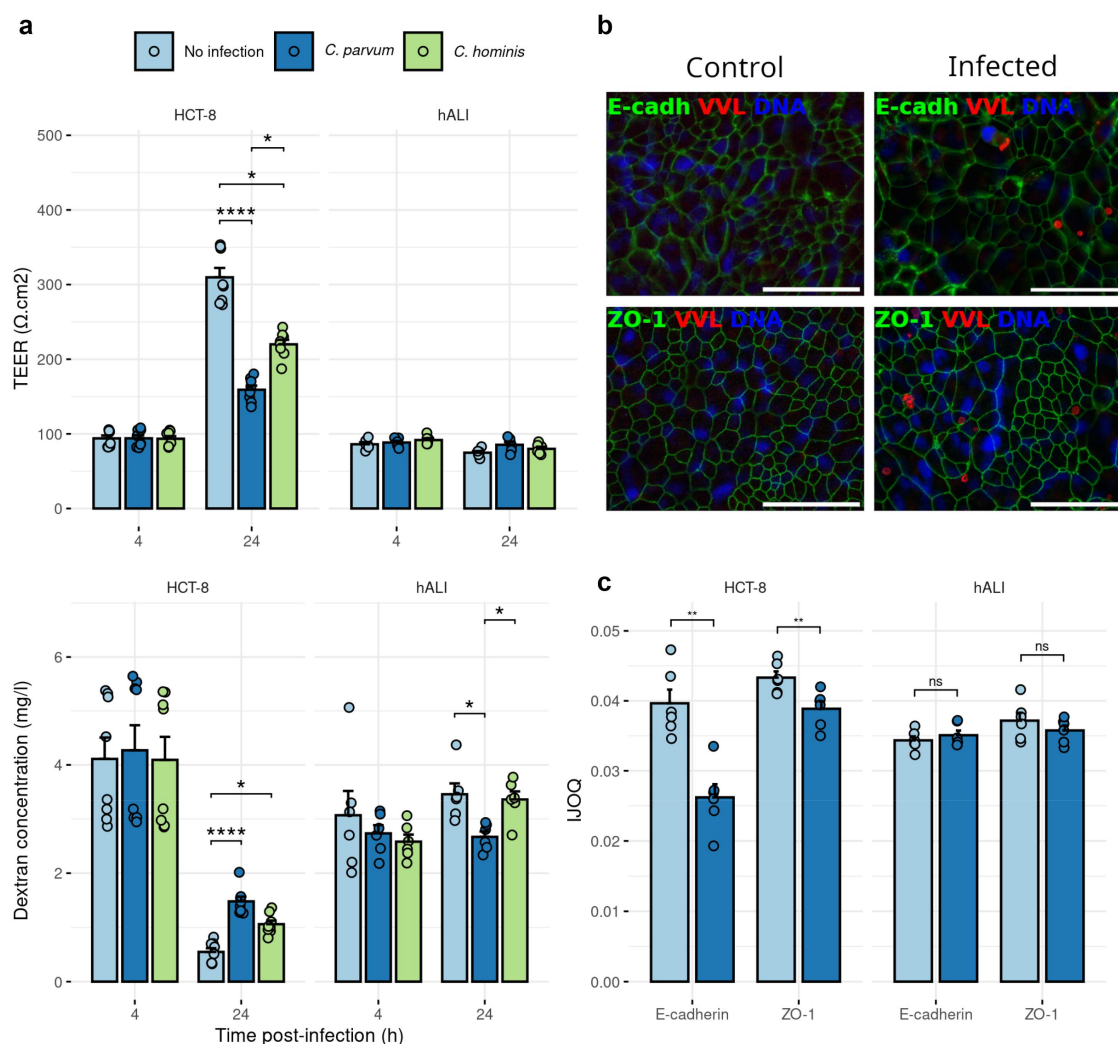 a
No infection C. parvum C. hominis
HCT-8 hALI
500
400
300
200
100
0
TEER (Ω.cm2)
* * ****
4 24 4 24
HCT-8 hALI
6
4
2
0
Dextran concentration (mg/l)
* **** * *
4 24 4 24
Time post-infection (h)
b
Control Infected
E-cadh VVL DNA E-cadh VVL DNA
ZO-1 VVL DNA ZO-1 VVL DNA
c
HCT-8 hALI
0.05
0.04
0.03
0.02
0.01
0.00
IJOQ
** ** ns ns
E-cadherin ZO-1 E-cadherin ZO-1